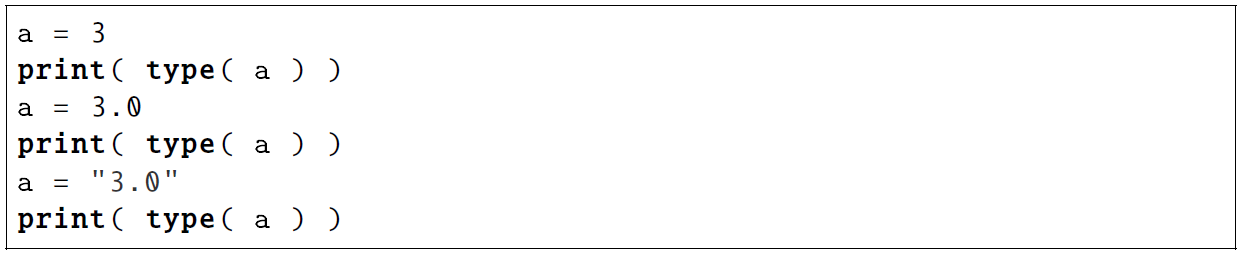 a = 3
print( type( a ) )
a = 3.0
print( type( a ) )
a = "3.0"
print( type( a ) )